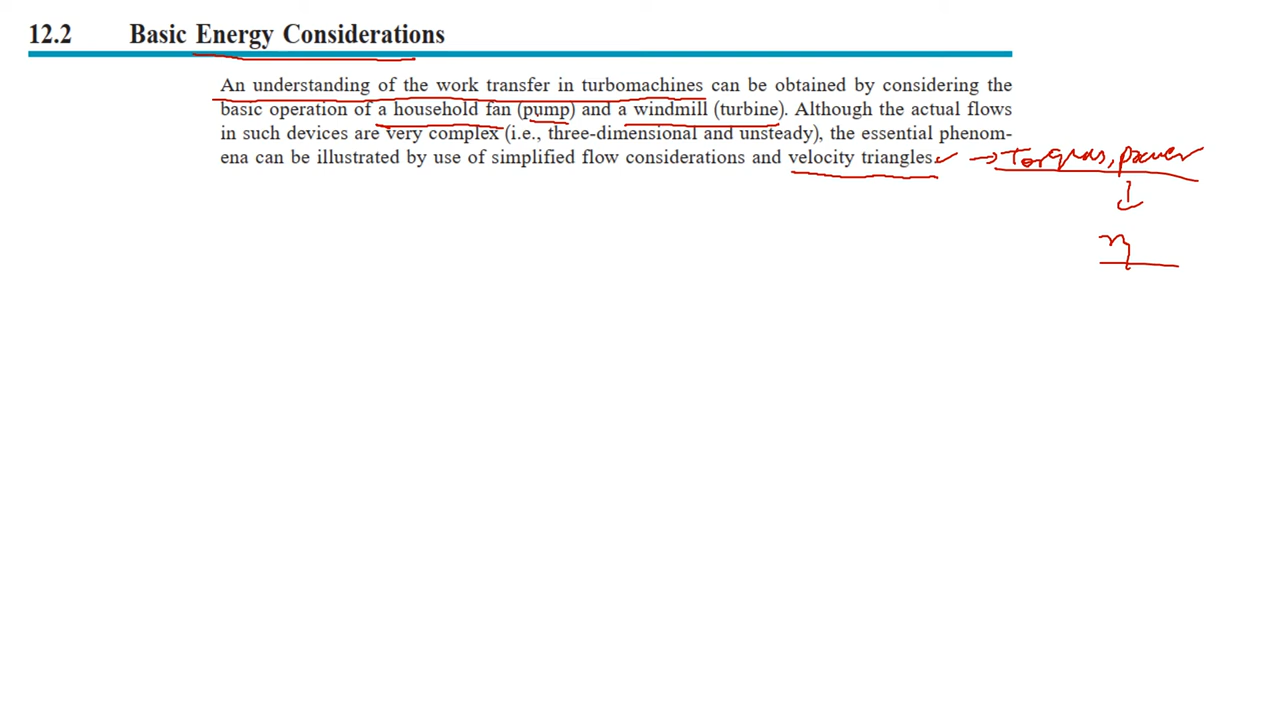 12.2 Basic Energy Considerations
An understanding of the work transfer in turbomachines can be obtained by considering the
basic operation of a household fan (pump) and a windmill (turbine). Although the actual flows
in such devices are very complex (i.e., three-dimensional and unsteady), the essential phenom-
ena can be illustrated by use of simplified flow considerations and velocity triangles. → Torques, power
η